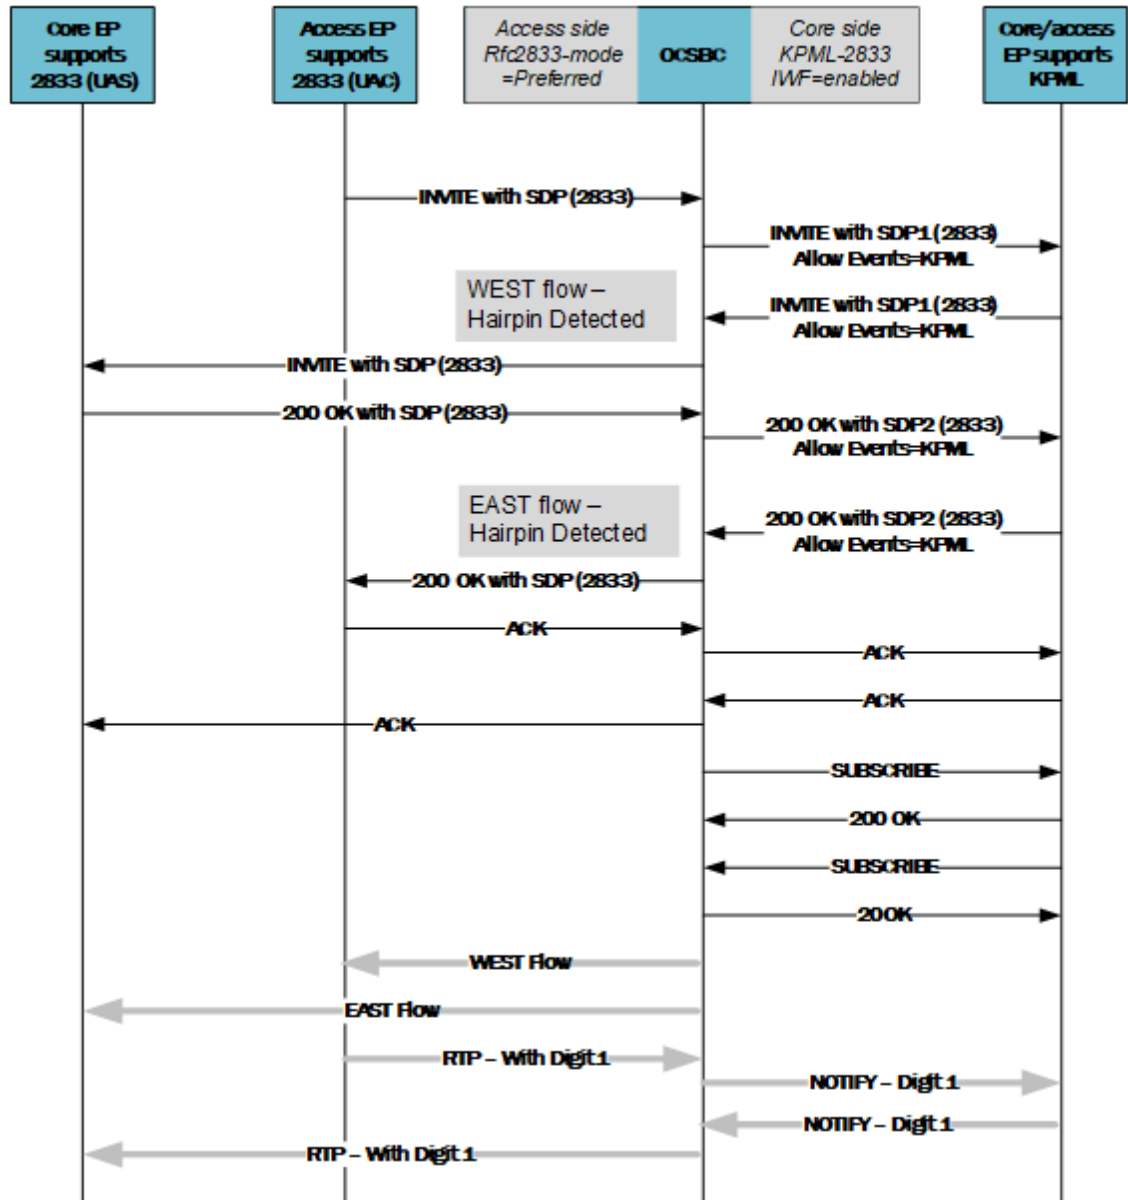 Core EP
supports
2833 (UAS)
Access EP
supports
2833 (UAC)
Access side
Rfc2833-mode
=Preferred
OCSBC
Core side
KPML-2833
IWF=enabled
Core/access
EP supports
KPML
INVITE with SDP (2833)
INVITE with SDP1 (2833)
Allow Events=KPML
WEST flow –
Hairpin Detected
INVITE with SDP1 (2833)
Allow Events=KPML
INVITE with SDP (2833)
200 OK with SDP (2833)
200 OK with SDP2 (2833)
Allow Events=KPML
EAST flow –
Hairpin Detected
200 OK with SDP2 (2833)
Allow Events=KPML
200 OK with SDP (2833)
ACK
ACK
ACK
ACK
SUBSCRIBE
200 OK
SUBSCRIBE
20OK
WEST Flow
EAST Flow
RTP – With Digit 1
NOTIFY – Digit 1
NOTIFY – Digit 1
RTP – With Digit 1